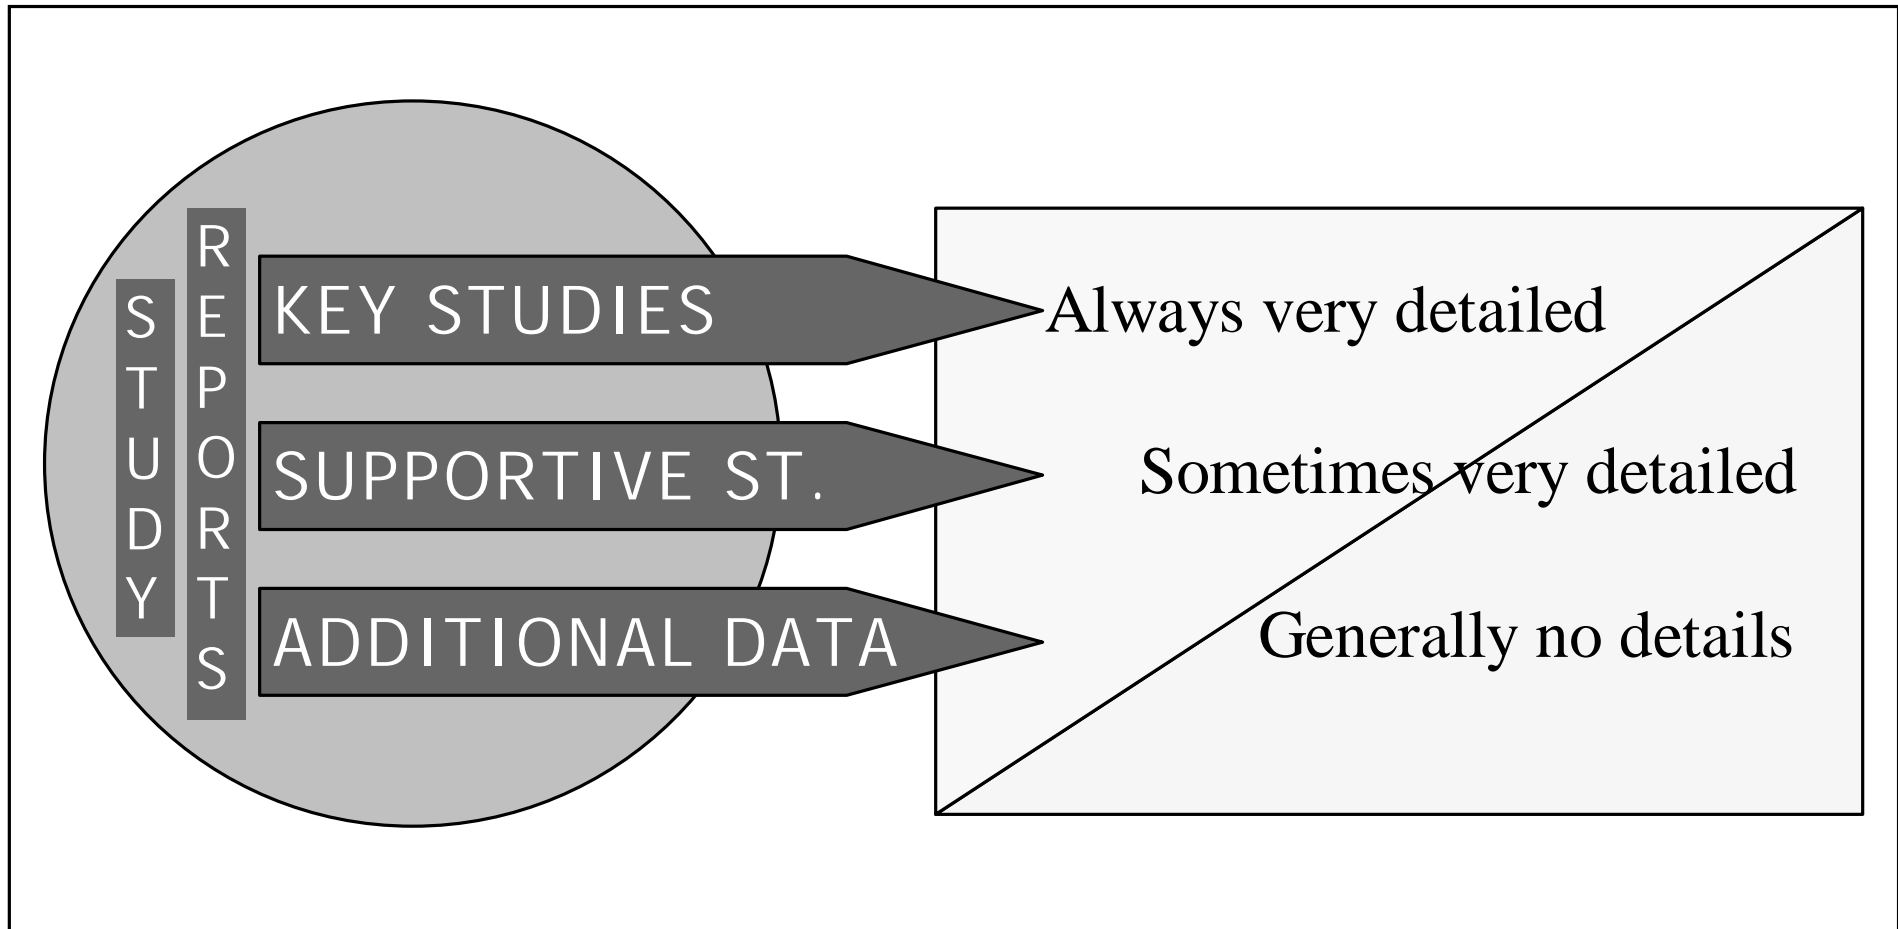 STUDY
REPORTS
KEY STUDIES
Always very detailed
SUPPORTIVE ST.
Sometimes very detailed
ADDITIONAL DATA
Generally no details